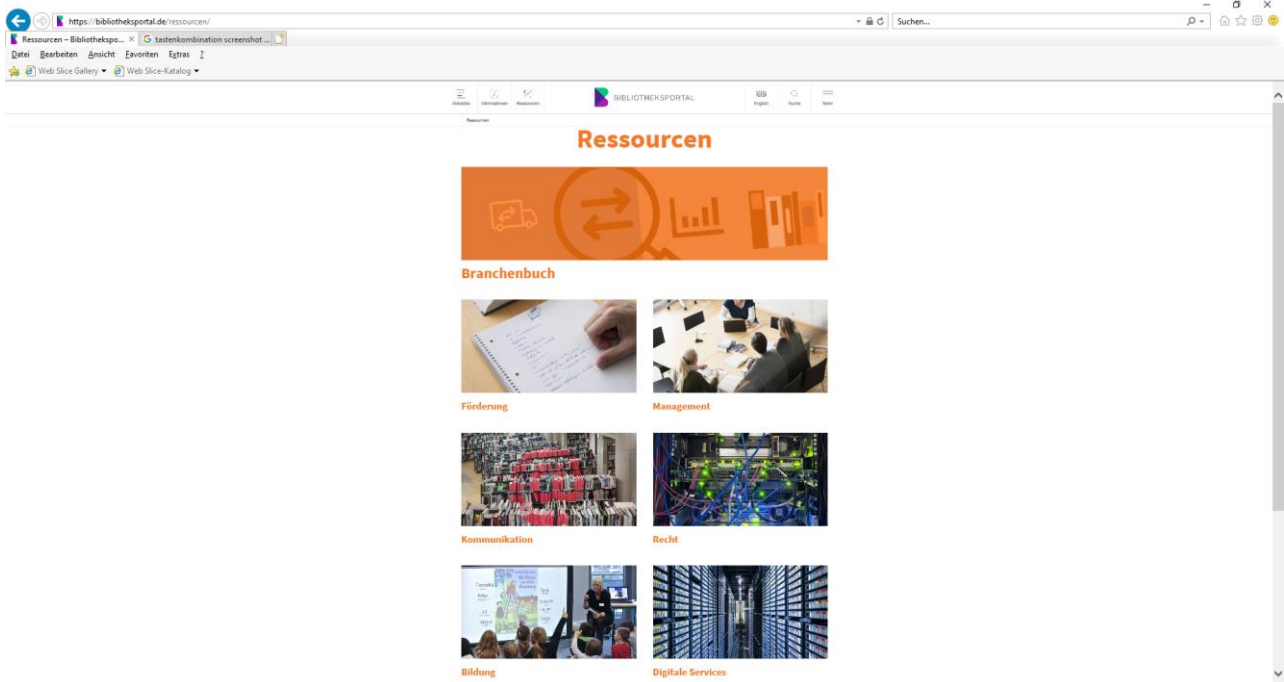 https://bibliotheksportal.de/ressourcen/
Suchen...
Ressourcen – Bibliothekspo...
tastenkombination screenshot ...
Datei Bearbeiten Ansicht Favoriten Extras ?
Web Slice Gallery Web Slice-Katalog
Aktuelles Informationen Ressourcen BIBLIOTHEKSPORTAL English Suche Mehr
Ressourcen
Ressourcen
Branchenbuch
Förderung Management
Kommunikation Recht
Bildung Digitale Services